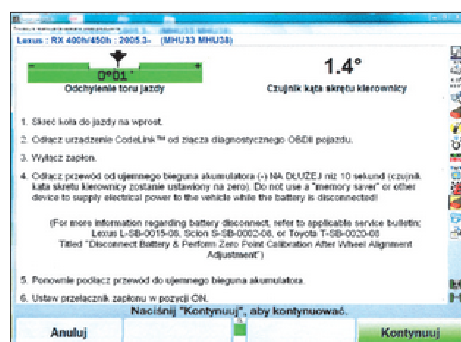 Lexus : RX 400h/450h : 2005.3- (MHU33 MHU38)
- +
0°01'
1.4°
Odchylenie toru jazdy
Czujnik kąta skrętu kierownicy
1. Skręć koła do jazdy na wprost.
2. Odłącz urządzenie CodeLink™ od złącza diagnostycznego OBDII pojazdu.
3. Wyłącz zapłon.
4. Odłącz przewód od ujemnego bieguna akumulatora (-) NA DŁUŻEJ niż 10 sekund (czujnik
kąta skrętu kierownicy zostanie ustawiony na zero). Do not use a "memory saver" or other
device to supply electrical power to the vehicle while the battery is disconnected!
(For more information regarding battery disconnect, refer to applicable service bulletin:
Lexus L-SB-0015-08, Scion S-SB-0002-08, or Toyota T-SB-0020-08
Titled "Disconnect Battery & Perform Zero Point Calibration After Wheel Alignment
Adjustment")
5. Ponownie podłącz przewód do ujemnego bieguna akumulatora.
6. Ustaw przełącznik zapłonu w pozycji ON.
Naciśnij "Kontynuuj", aby kontynuować.
Anuluj
Kontynuuj